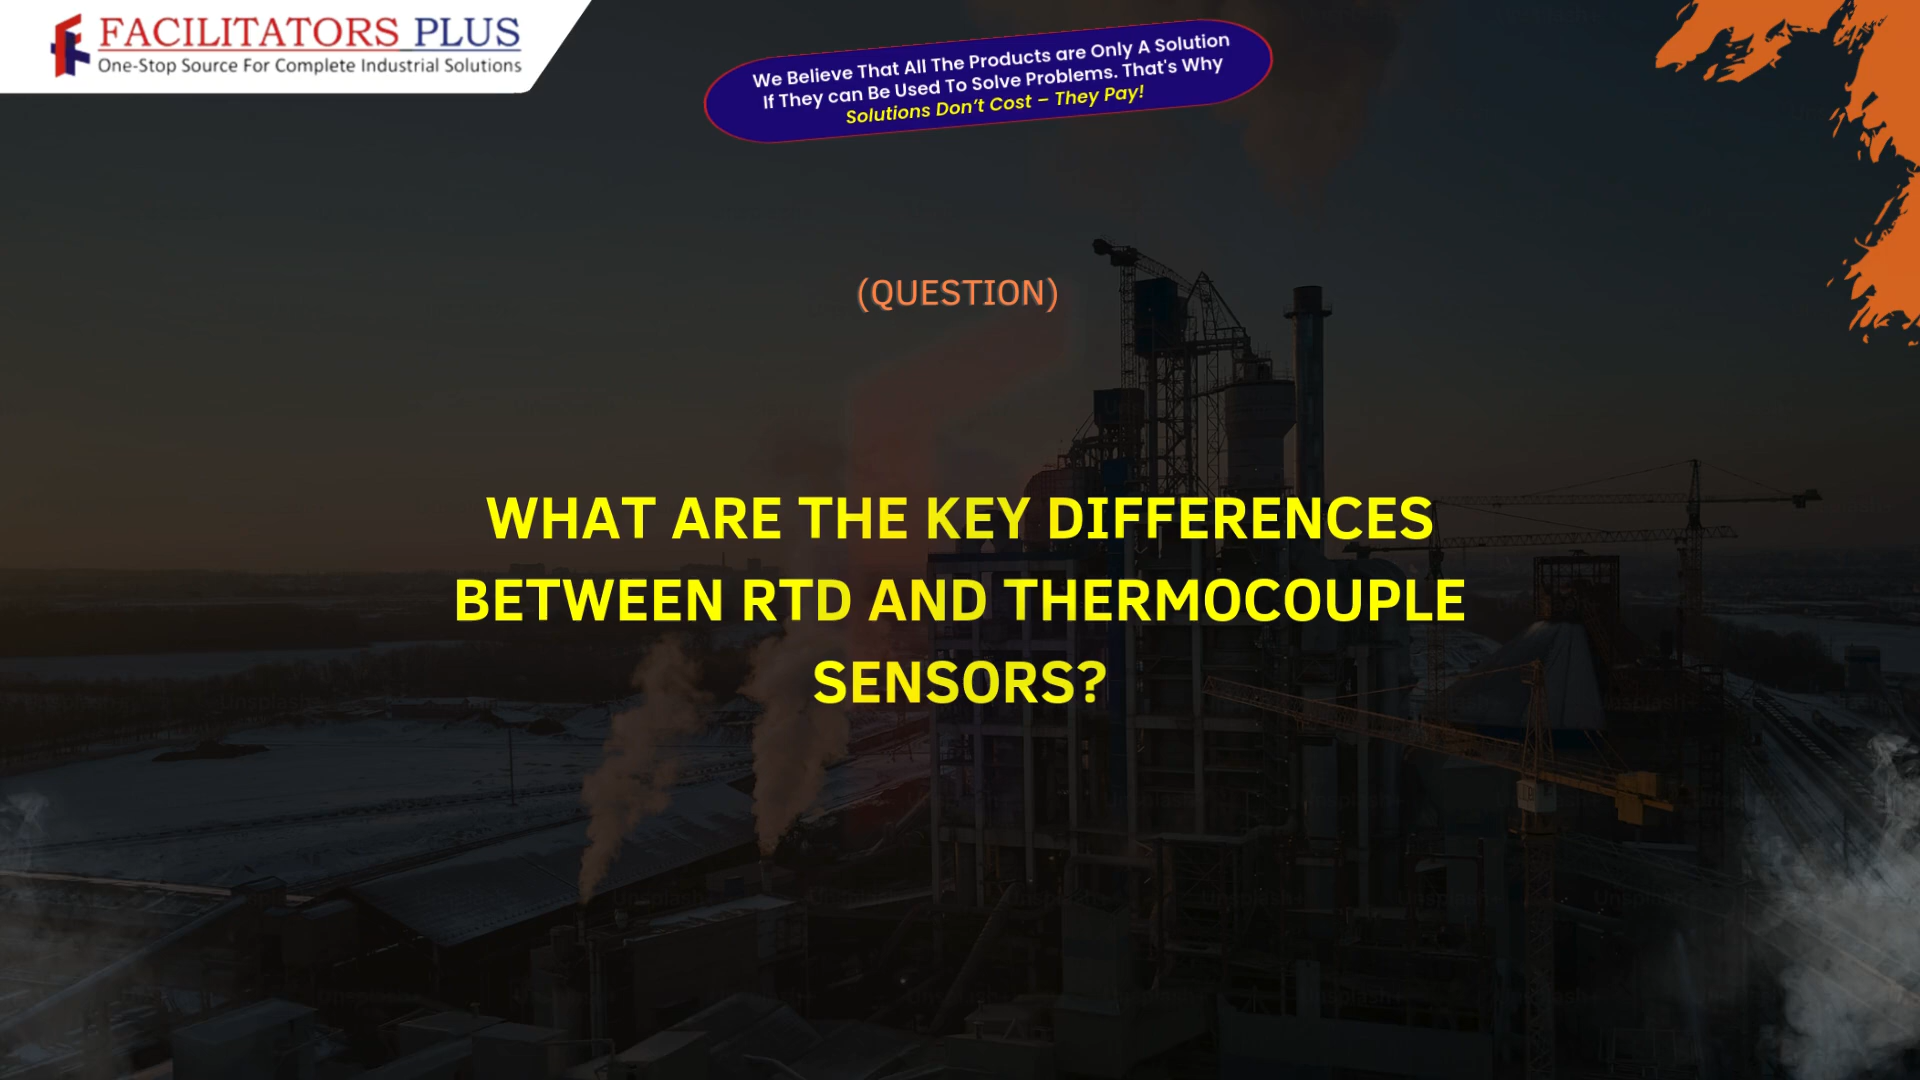 FACILITATORS PLUS
One-Stop Source For Complete Industrial Solutions
We Believe That All The Products are Only A Solution
If They can Be Used To Solve Problems. That's Why
Solutions Don’t Cost – They Pay!
(QUESTION)
WHAT ARE THE KEY DIFFERENCES
BETWEEN RTD AND THERMOCOUPLE
SENSORS?